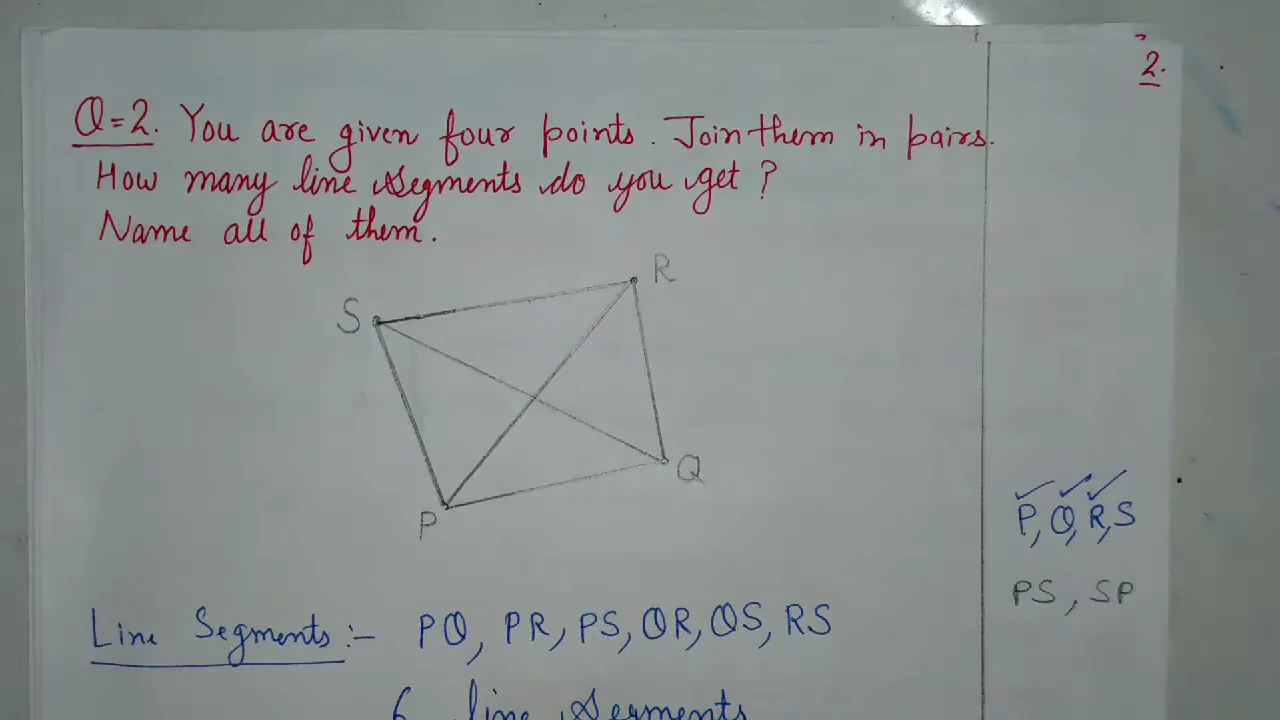 2.
Q=2. You are given four points. Join them in pairs.
How many line segments do you get?
Name all of them.
R
S
Q
P
P, Q, R, S
PS, SP
Line Segments:- PQ, PR, PS, QR, QS, RS
6 line segments